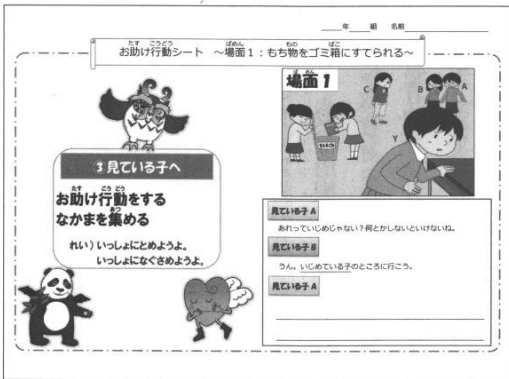 年 組 名前
お助け行動シート ～場面1：もち物をゴミ箱にすてられる～
場面1
C
B
A
Y
③見ている子へ
お助け行動をする
なかまを集める
れい）いっしょにとめようよ。
いっしょになぐさめようよ。
見ている子 A
あれっていじめじゃない？何とかしないといけないね。
見ている子 B
うん。いじめている子のところに行こう。
見ている子 A